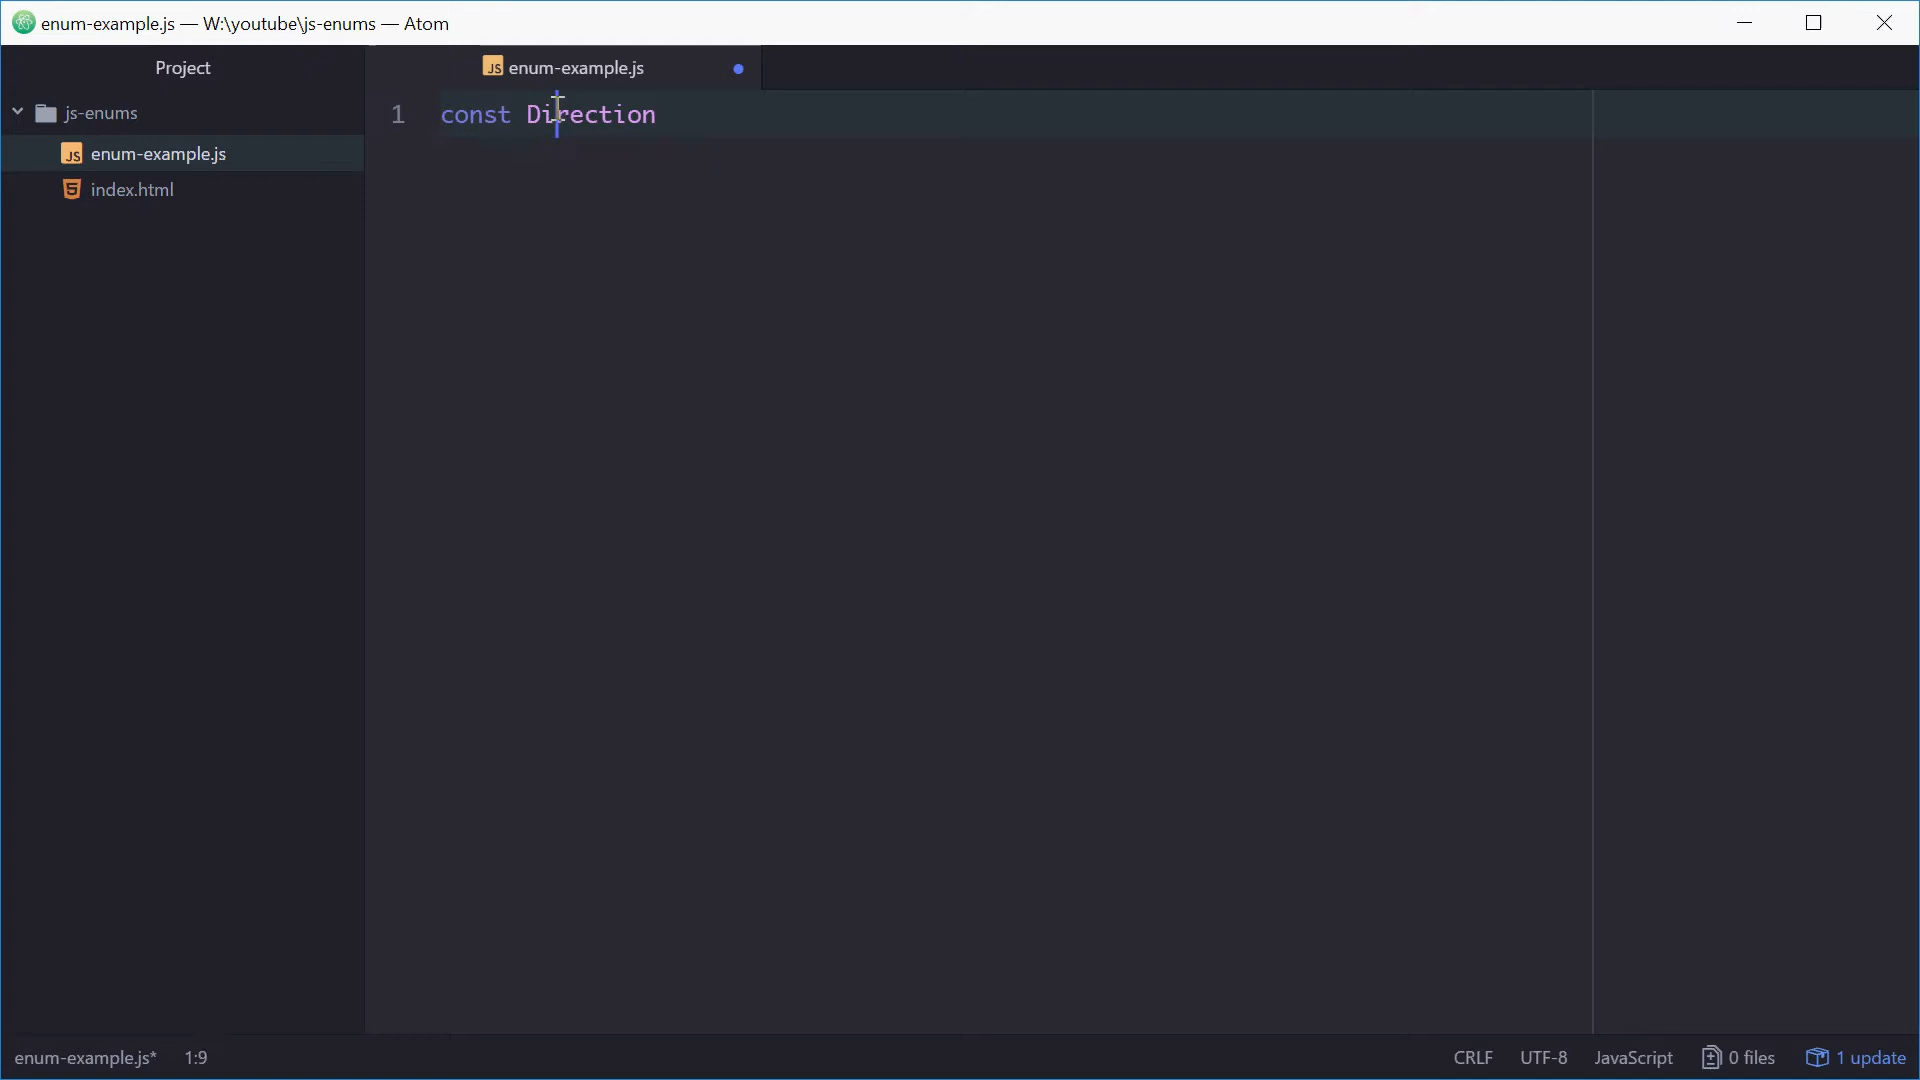 enum-example.js — W:\youtube\js-enums — Atom
Project
enum-example.js
js-enums
enum-example.js
index.html
1 const Direction
enum-example.js* 1:9
CRLF UTF-8 JavaScript 0 files 1 update